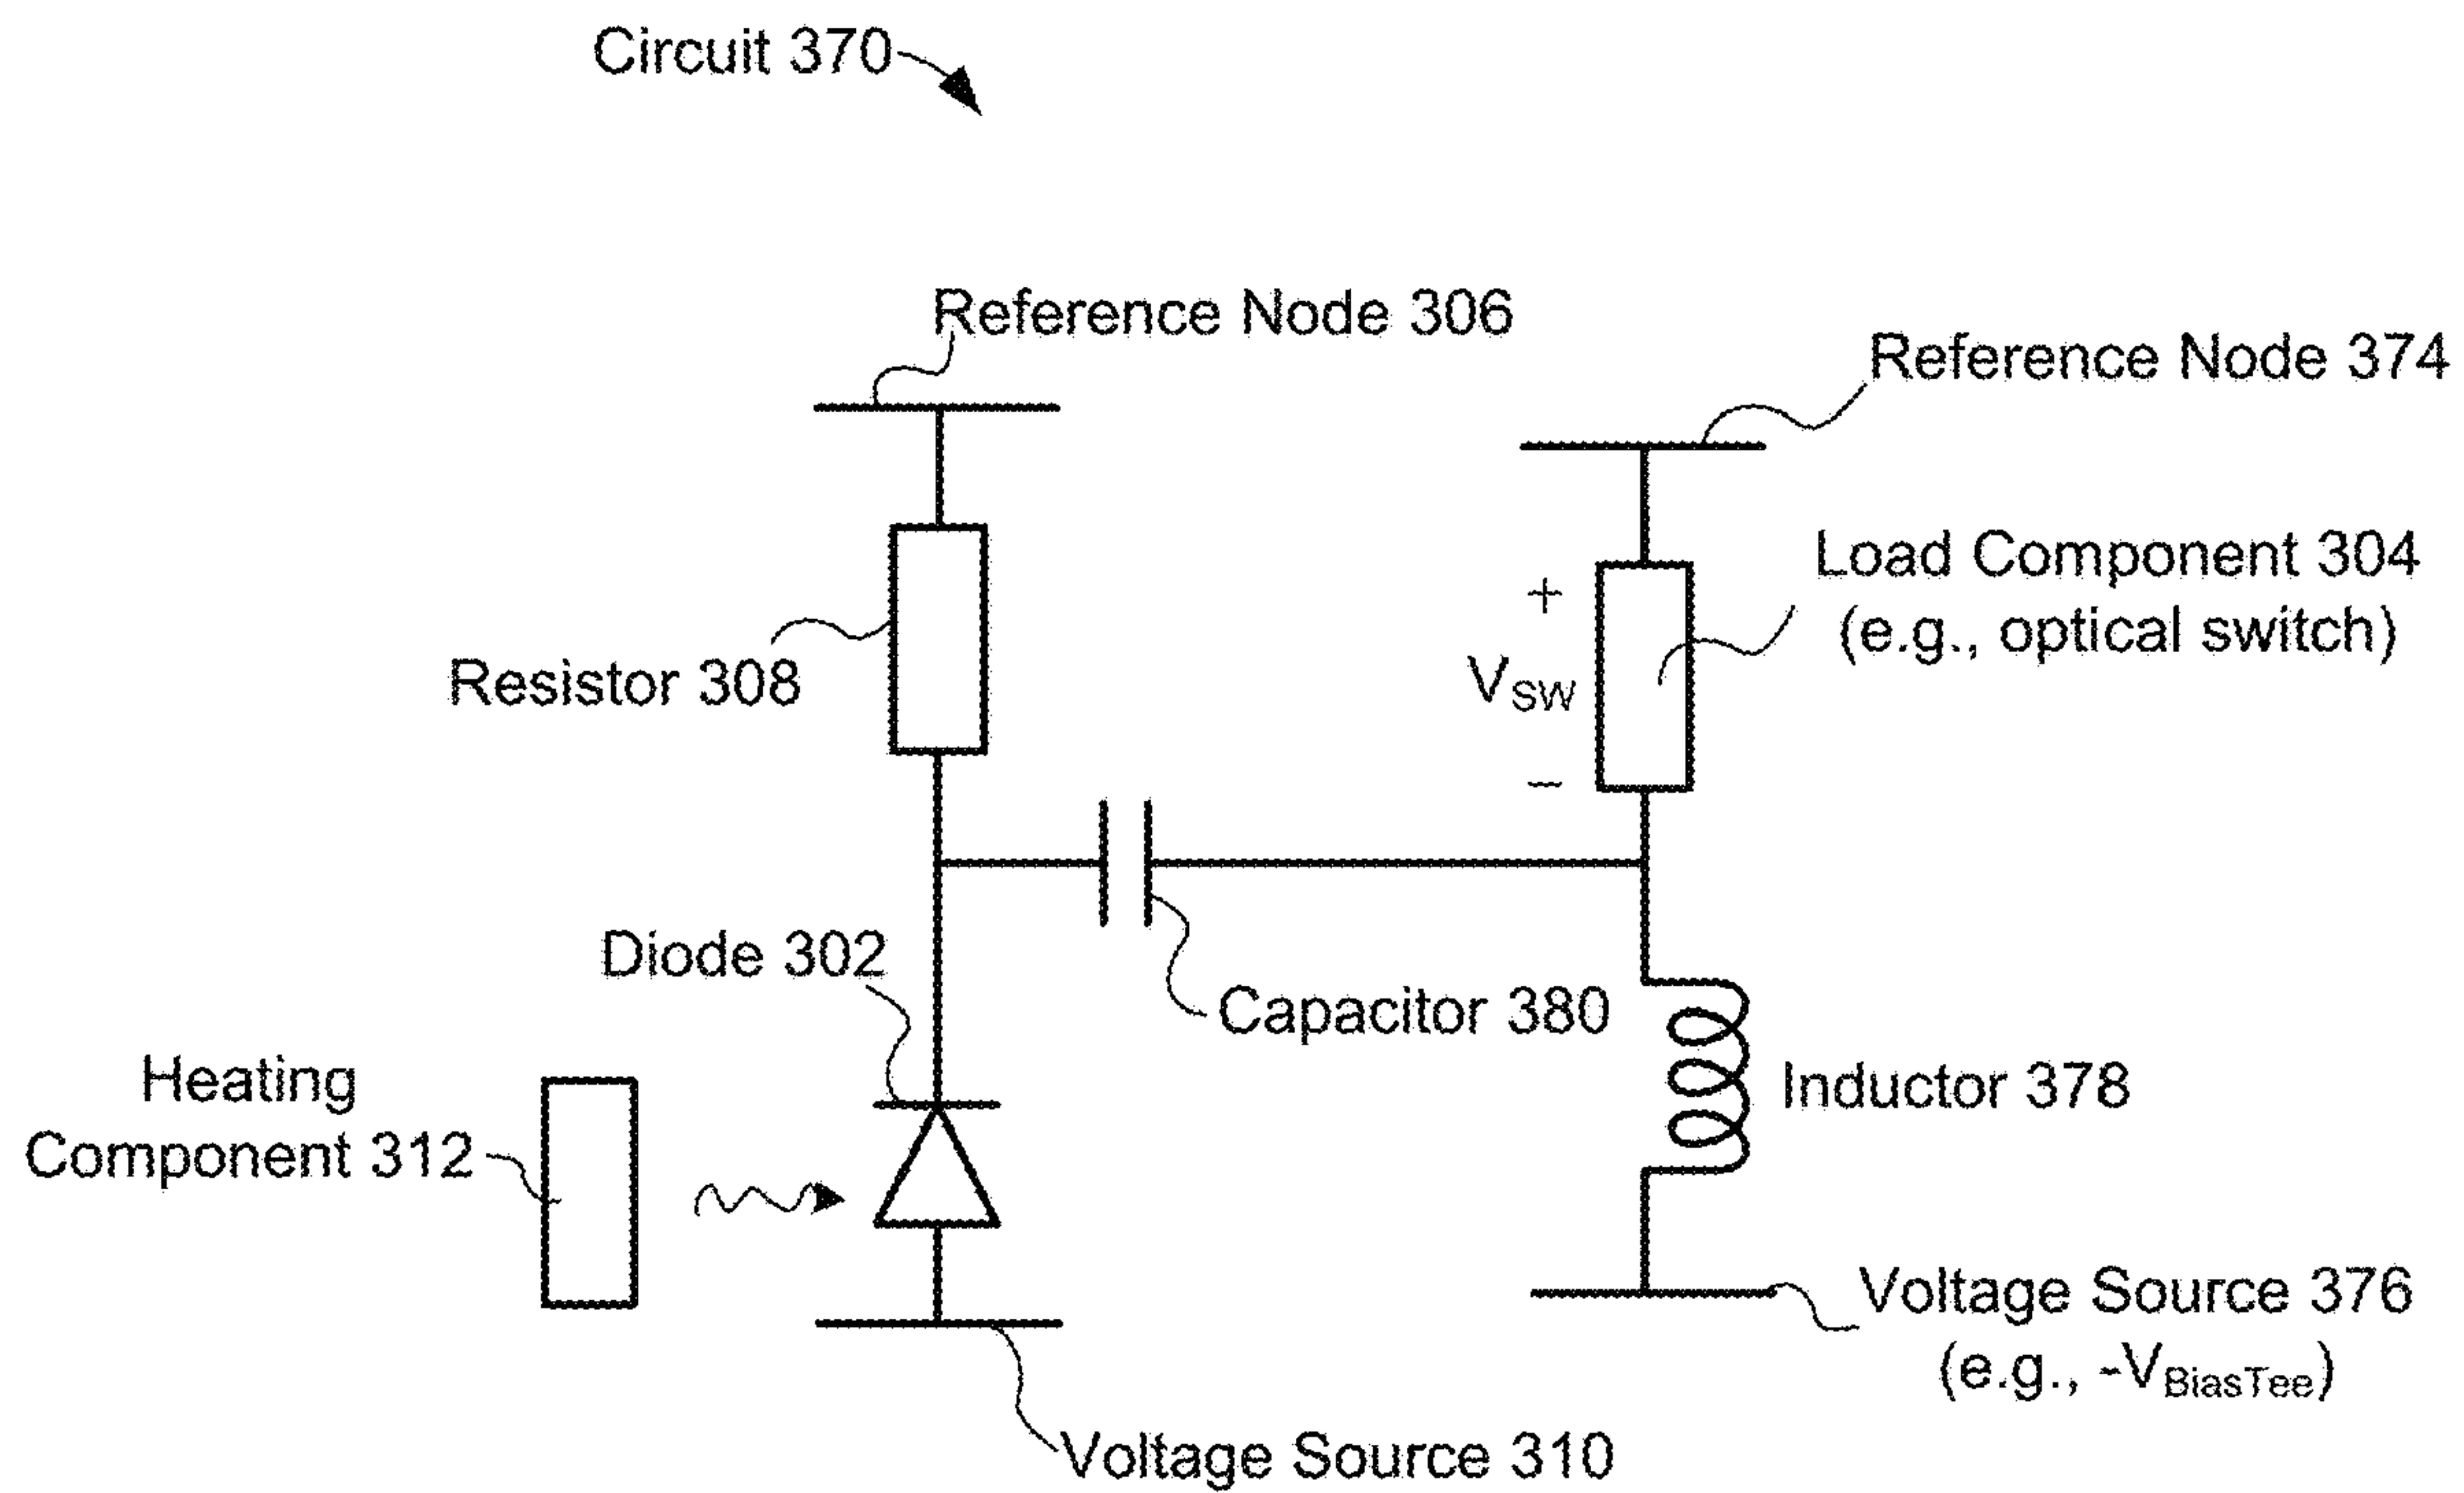 Circuit 370
Reference Node 306
Reference Node 374
Load Component 304
(e.g., optical switch)
+
VSW
−
Resistor 308
Diode 302
Capacitor 380
Heating
Component 312
Inductor 378
Voltage Source 376
(e.g., -VBiasTee)
Voltage Source 310